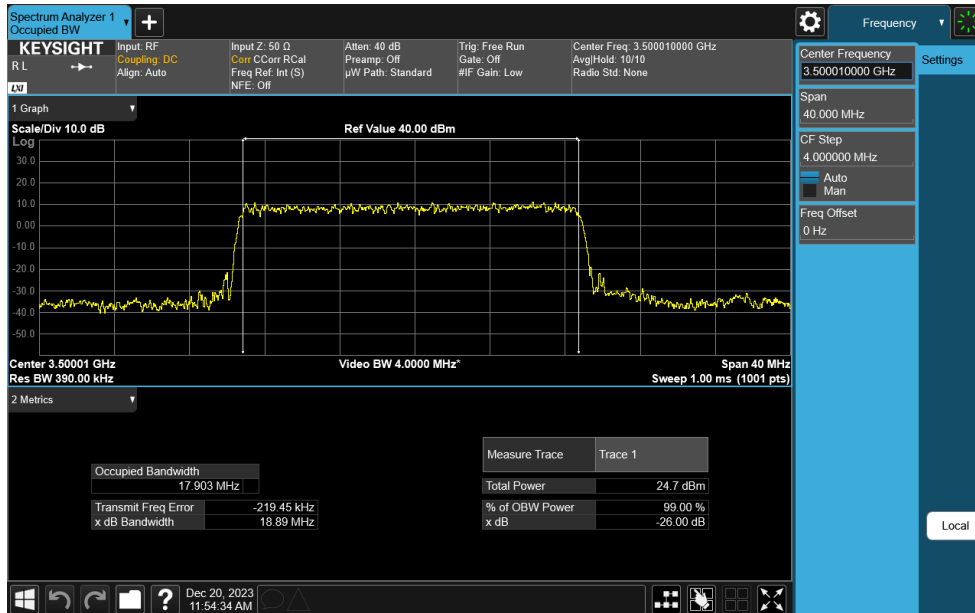 Spectrum Analyzer 1
Occupied BW
Frequency
KEYSIGHT
R L
LXI
Input: RF
Coupling: DC
Align: Auto
Input Z: 50 Ω
Corr CCorr RCal
Freq Ref: Int (S)
NFE: Off
Atten: 40 dB
Preamp: Off
µW Path: Standard
Trig: Free Run
Gate: Off
#IF Gain: Low
Center Freq: 3.500010000 GHz
Avg|Hold: 10/10
Radio Std: None
Center Frequency
3.500010000 GHz
Settings
Span
40.000 MHz
CF Step
4.000000 MHz
Auto
Man
Freq Offset
0 Hz
Local
1 Graph
Scale/Div 10.0 dB
Ref Value 40.00 dBm
Log
30.0
20.0
10.0
0.00
-10.0
-20.0
-30.0
-40.0
-50.0
Center 3.50001 GHz
Video BW 4.0000 MHz*
Span 40 MHz
Res BW 390.00 kHz
Sweep 1.00 ms (1001 pts)
2 Metrics
Measure Trace
Trace 1
Occupied Bandwidth
17.903 MHz
Total Power
24.7 dBm
Transmit Freq Error
-219.45 kHz
% of OBW Power
99.00 %
x dB Bandwidth
18.89 MHz
x dB
-26.00 dB
?
Dec 20, 2023
11:54:34 AM